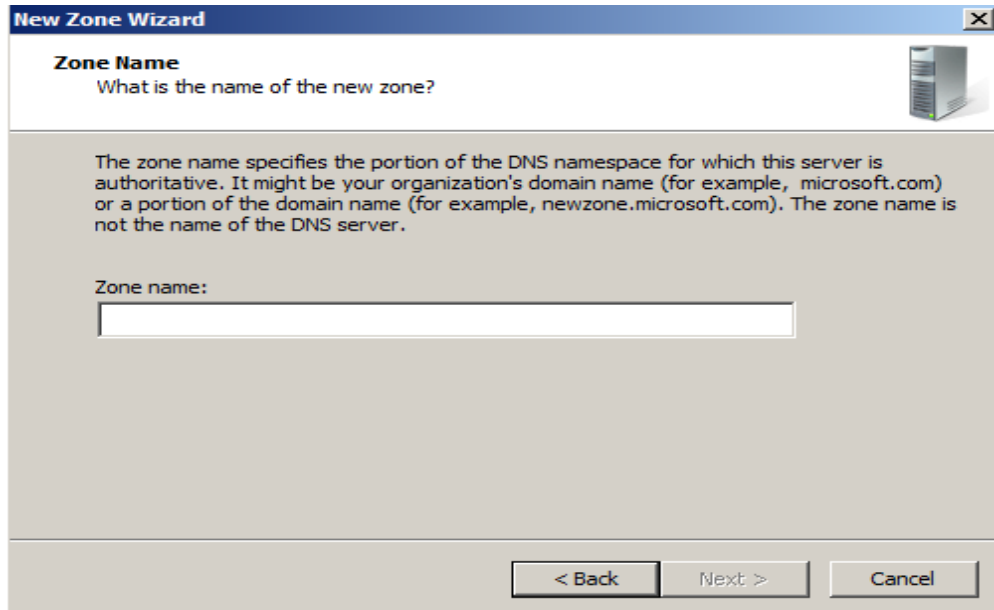 New Zone Wizard
Zone Name
What is the name of the new zone?
The zone name specifies the portion of the DNS namespace for which this server is
authoritative. It might be your organization's domain name (for example, microsoft.com)
or a portion of the domain name (for example, newzone.microsoft.com). The zone name is
not the name of the DNS server.
Zone name:
< Back Next > Cancel